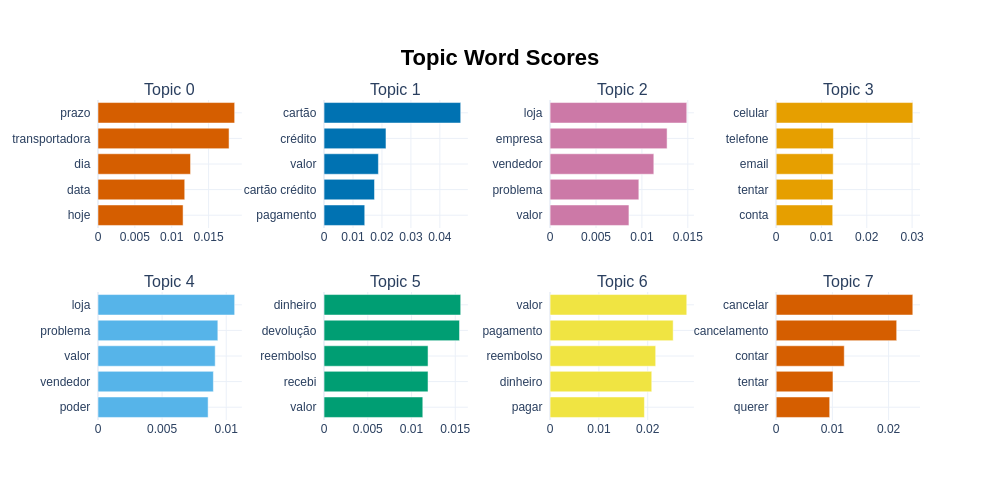 Topic Word Scores
Topic 0
prazo
transportadora
dia
data
hoje
0 0.005 0.01 0.015
Topic 1
cartão
crédito
valor
cartão crédito
pagamento
0 0.01 0.02 0.03 0.04
Topic 2
loja
empresa
vendedor
problema
valor
0 0.005 0.01 0.015
Topic 3
celular
telefone
email
tentar
conta
0 0.01 0.02 0.03
Topic 4
loja
problema
valor
vendedor
poder
0 0.005 0.01
Topic 5
dinheiro
devolução
reembolso
recebi
valor
0 0.005 0.01 0.015
Topic 6
valor
pagamento
reembolso
dinheiro
pagar
0 0.01 0.02
Topic 7
cancelar
cancelamento
contar
tentar
querer
0 0.01 0.02